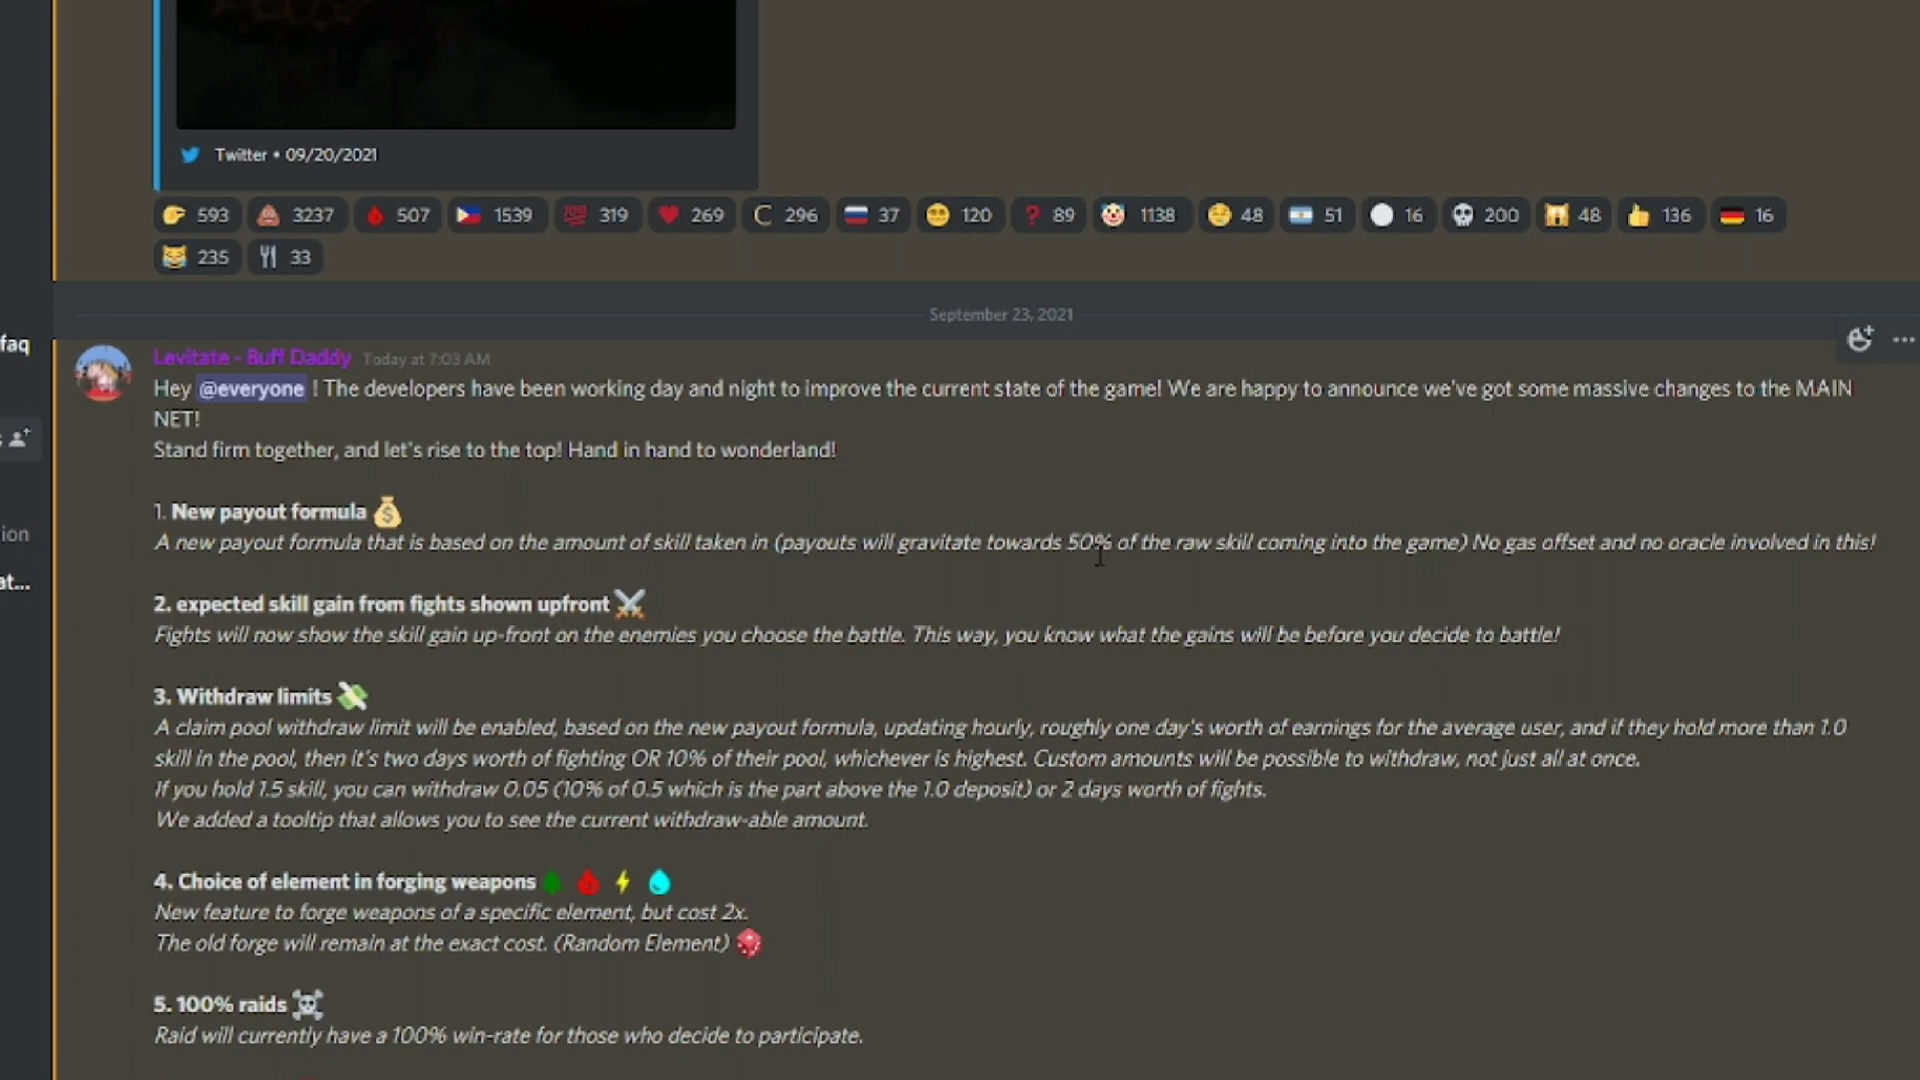 Twitter • 09/20/2021
593 3237 507 1539 319 269 296 37 120 89 1138 48 51 16 200 48 136 16
235 33
September 23, 2021
faq
Levitate - Buff Daddy Today at 7:03 AM
Hey @everyone ! The developers have been working day and night to improve the current state of the game! We are happy to announce we've got some massive changes to the MAIN
NET!
Stand firm together, and let's rise to the top! Hand in hand to wonderland!
1. New payout formula 💰
A new payout formula that is based on the amount of skill taken in (payouts will gravitate towards 50% of the raw skill coming into the game) No gas offset and no oracle involved in this!
ion
at...
2. expected skill gain from fights shown upfront ⚔️
Fights will now show the skill gain up-front on the enemies you choose the battle. This way, you know what the gains will be before you decide to battle!
3. Withdraw limits 💸
A claim pool withdraw limit will be enabled, based on the new payout formula, updating hourly, roughly one day's worth of earnings for the average user, and if they hold more than 1.0
skill in the pool, then it's two days worth of fighting OR 10% of their pool, whichever is highest. Custom amounts will be possible to withdraw, not just all at once.
If you hold 1.5 skill, you can withdraw 0.05 (10% of 0.5 which is the part above the 1.0 deposit) or 2 days worth of fights.
We added a tooltip that allows you to see the current withdraw-able amount.
4. Choice of element in forging weapons 🌲 🔥 ⚡ 💧
New feature to forge weapons of a specific element, but cost 2x.
The old forge will remain at the exact cost. (Random Element) 🎲
5. 100% raids ☠️
Raid will currently have a 100% win-rate for those who decide to participate.